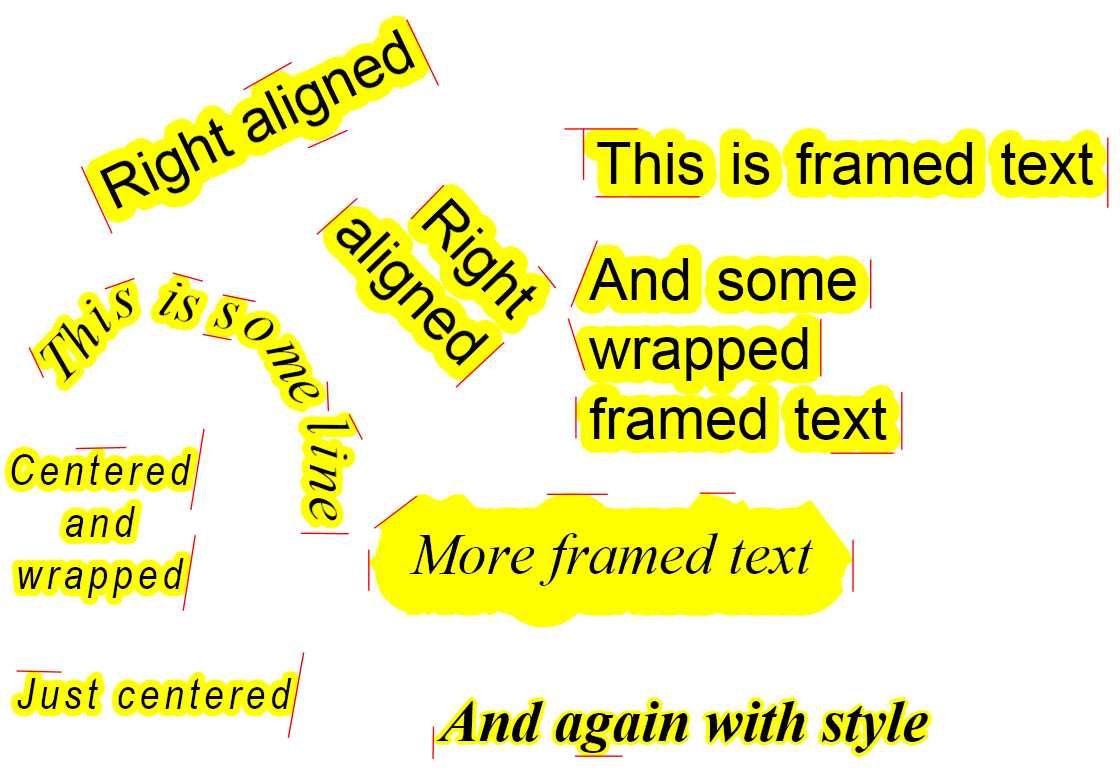 Right aligned
This is framed text
Right
aligned
And some
wrapped
framed text
This is some line
Centered
and
wrapped
More framed text
Just centered
And again with style